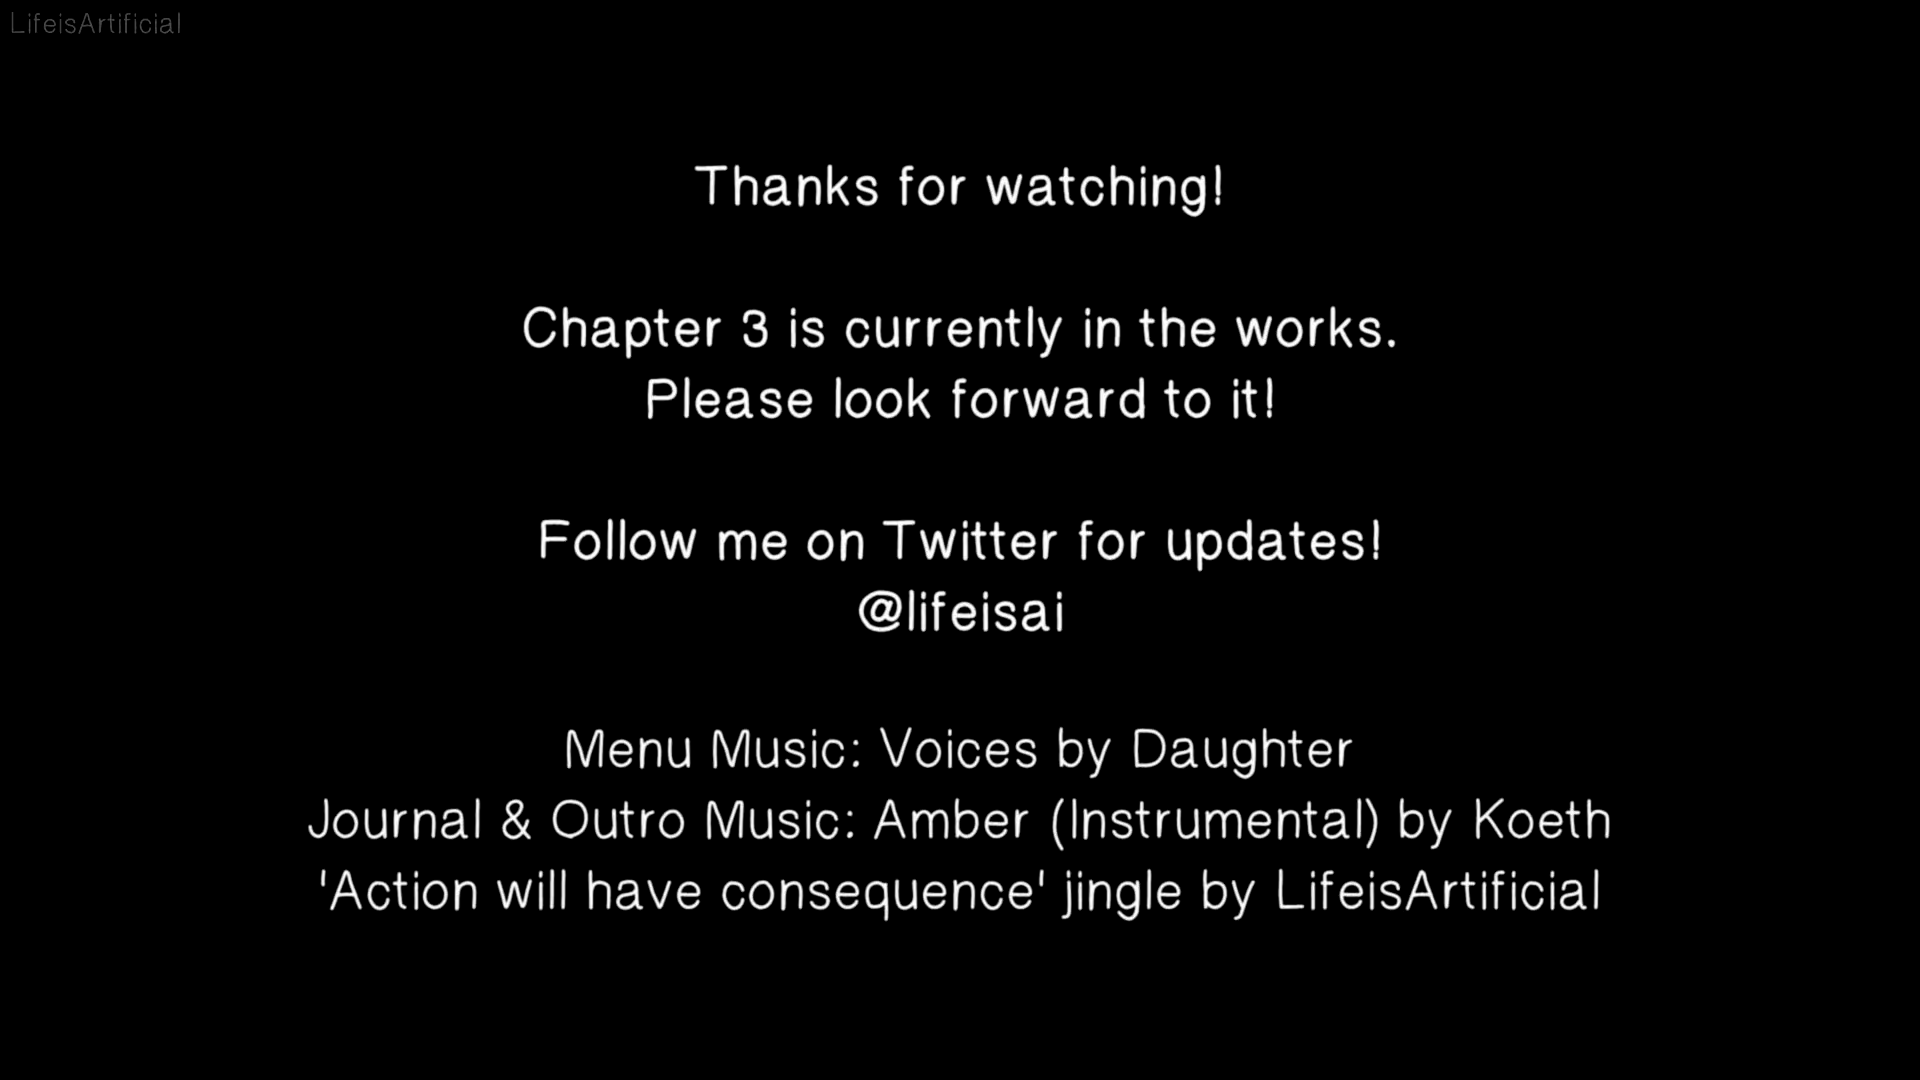 LifeisArtificial
Thanks for watching!
Chapter 3 is currently in the works.
Please look forward to it!
Follow me on Twitter for updates!
@lifeisai
Menu Music: Voices by Daughter
Journal & Outro Music: Amber (Instrumental) by Koeth
'Action will have consequence' jingle by LifeisArtificial